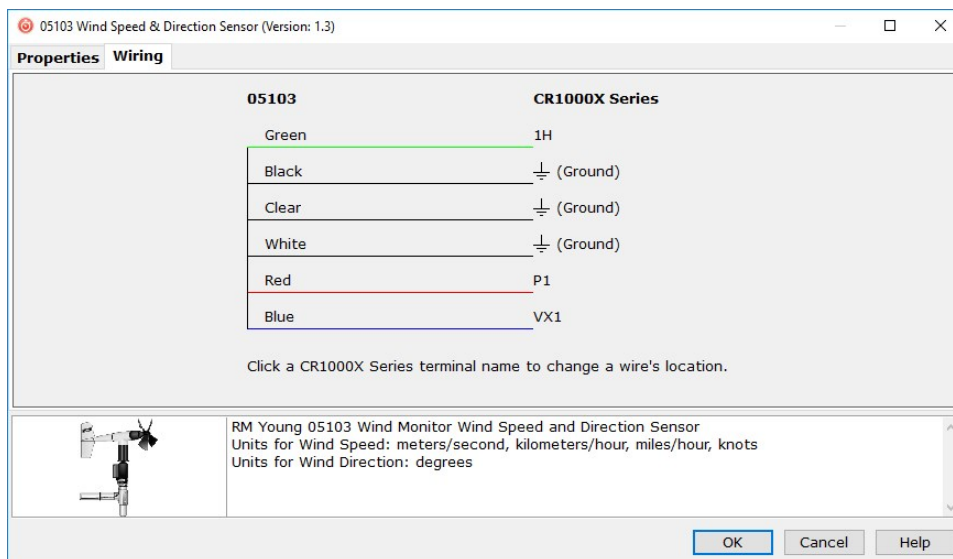 05103 Wind Speed & Direction Sensor (Version: 1.3)
Properties Wiring
05103 CR1000X Series
Green 1H
Black (Ground)
Clear (Ground)
White (Ground)
Red P1
Blue VX1
Click a CR1000X Series terminal name to change a wire's location.
RM Young 05103 Wind Monitor Wind Speed and Direction Sensor
Units for Wind Speed: meters/second, kilometers/hour, miles/hour, knots
Units for Wind Direction: degrees
OK Cancel Help